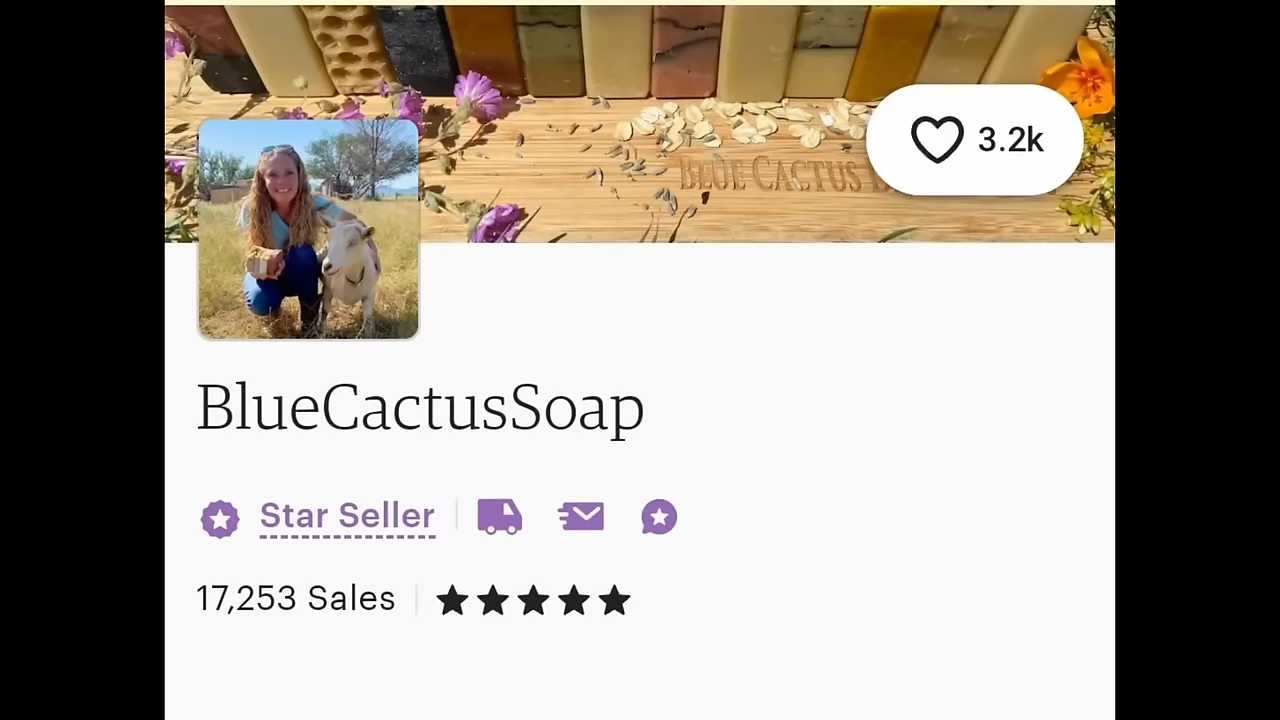 3.2k
BLUE CACTUS
BlueCactusSoap
Star Seller
17,253 Sales